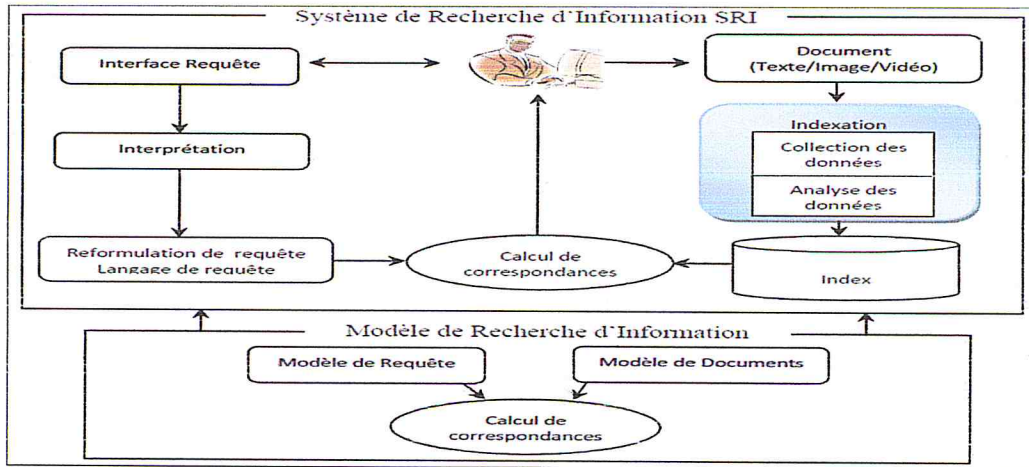 Système de Recherche d'Information SRI
Interface Requête
Document
(Texte/Image/Vidéo)
Interprétation
Indexation
Collection des
données
Analyse des
données
Reformulation de requête
Langage de requête
Calcul de
correspondances
Index
Modèle de Recherche d'Information
Modèle de Requête
Modèle de Documents
Calcul de
correspondances